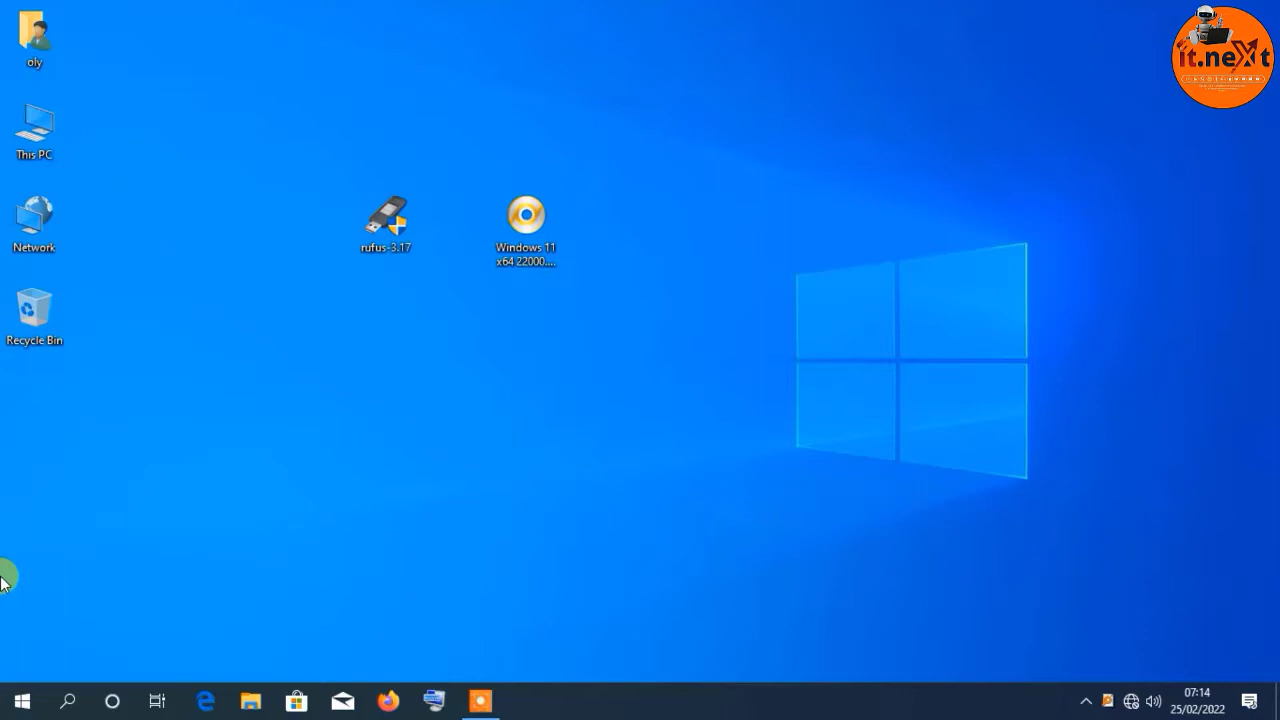 oly
This PC
Network
Recycle Bin
rufus-3.17
Windows 11
x64 22000....
it.neXt
07:14
25/02/2022